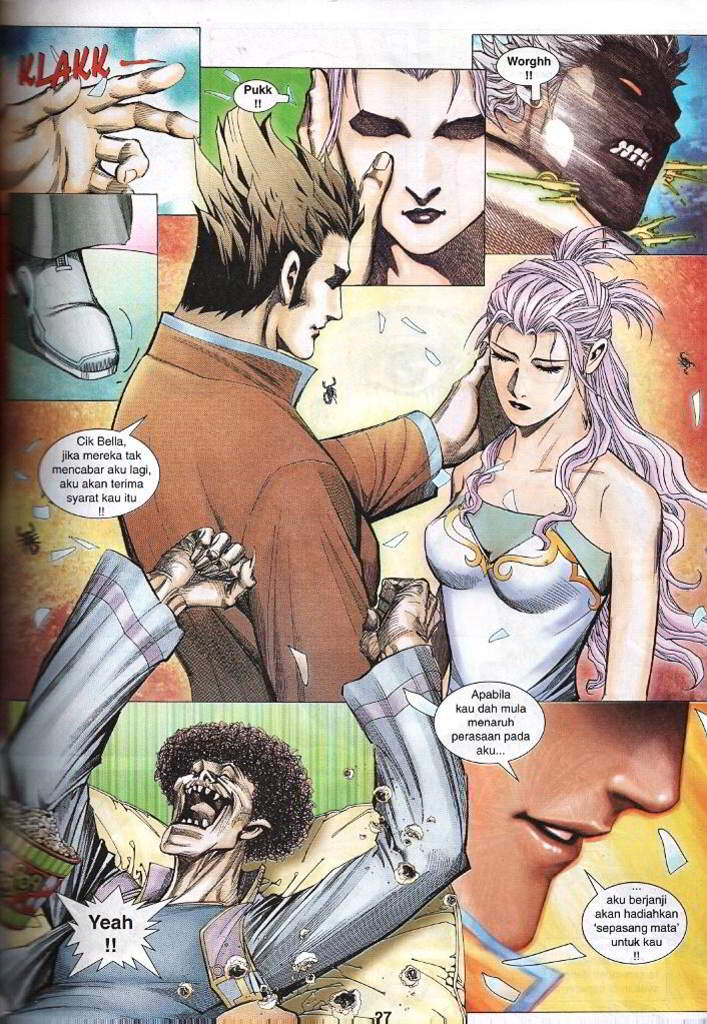 KLAKK
Pukk
!!
Worghh
!!
Cik Bella,
jika mereka tak
mencabar aku lagi,
aku akan terima
syarat kau itu
!!
Apabila
kau dah mula
menaruh
perasaan pada
aku...
Yeah
!!
...
aku berjanji
akan hadiahkan
'sepasang mata'
untuk kau
!!
27